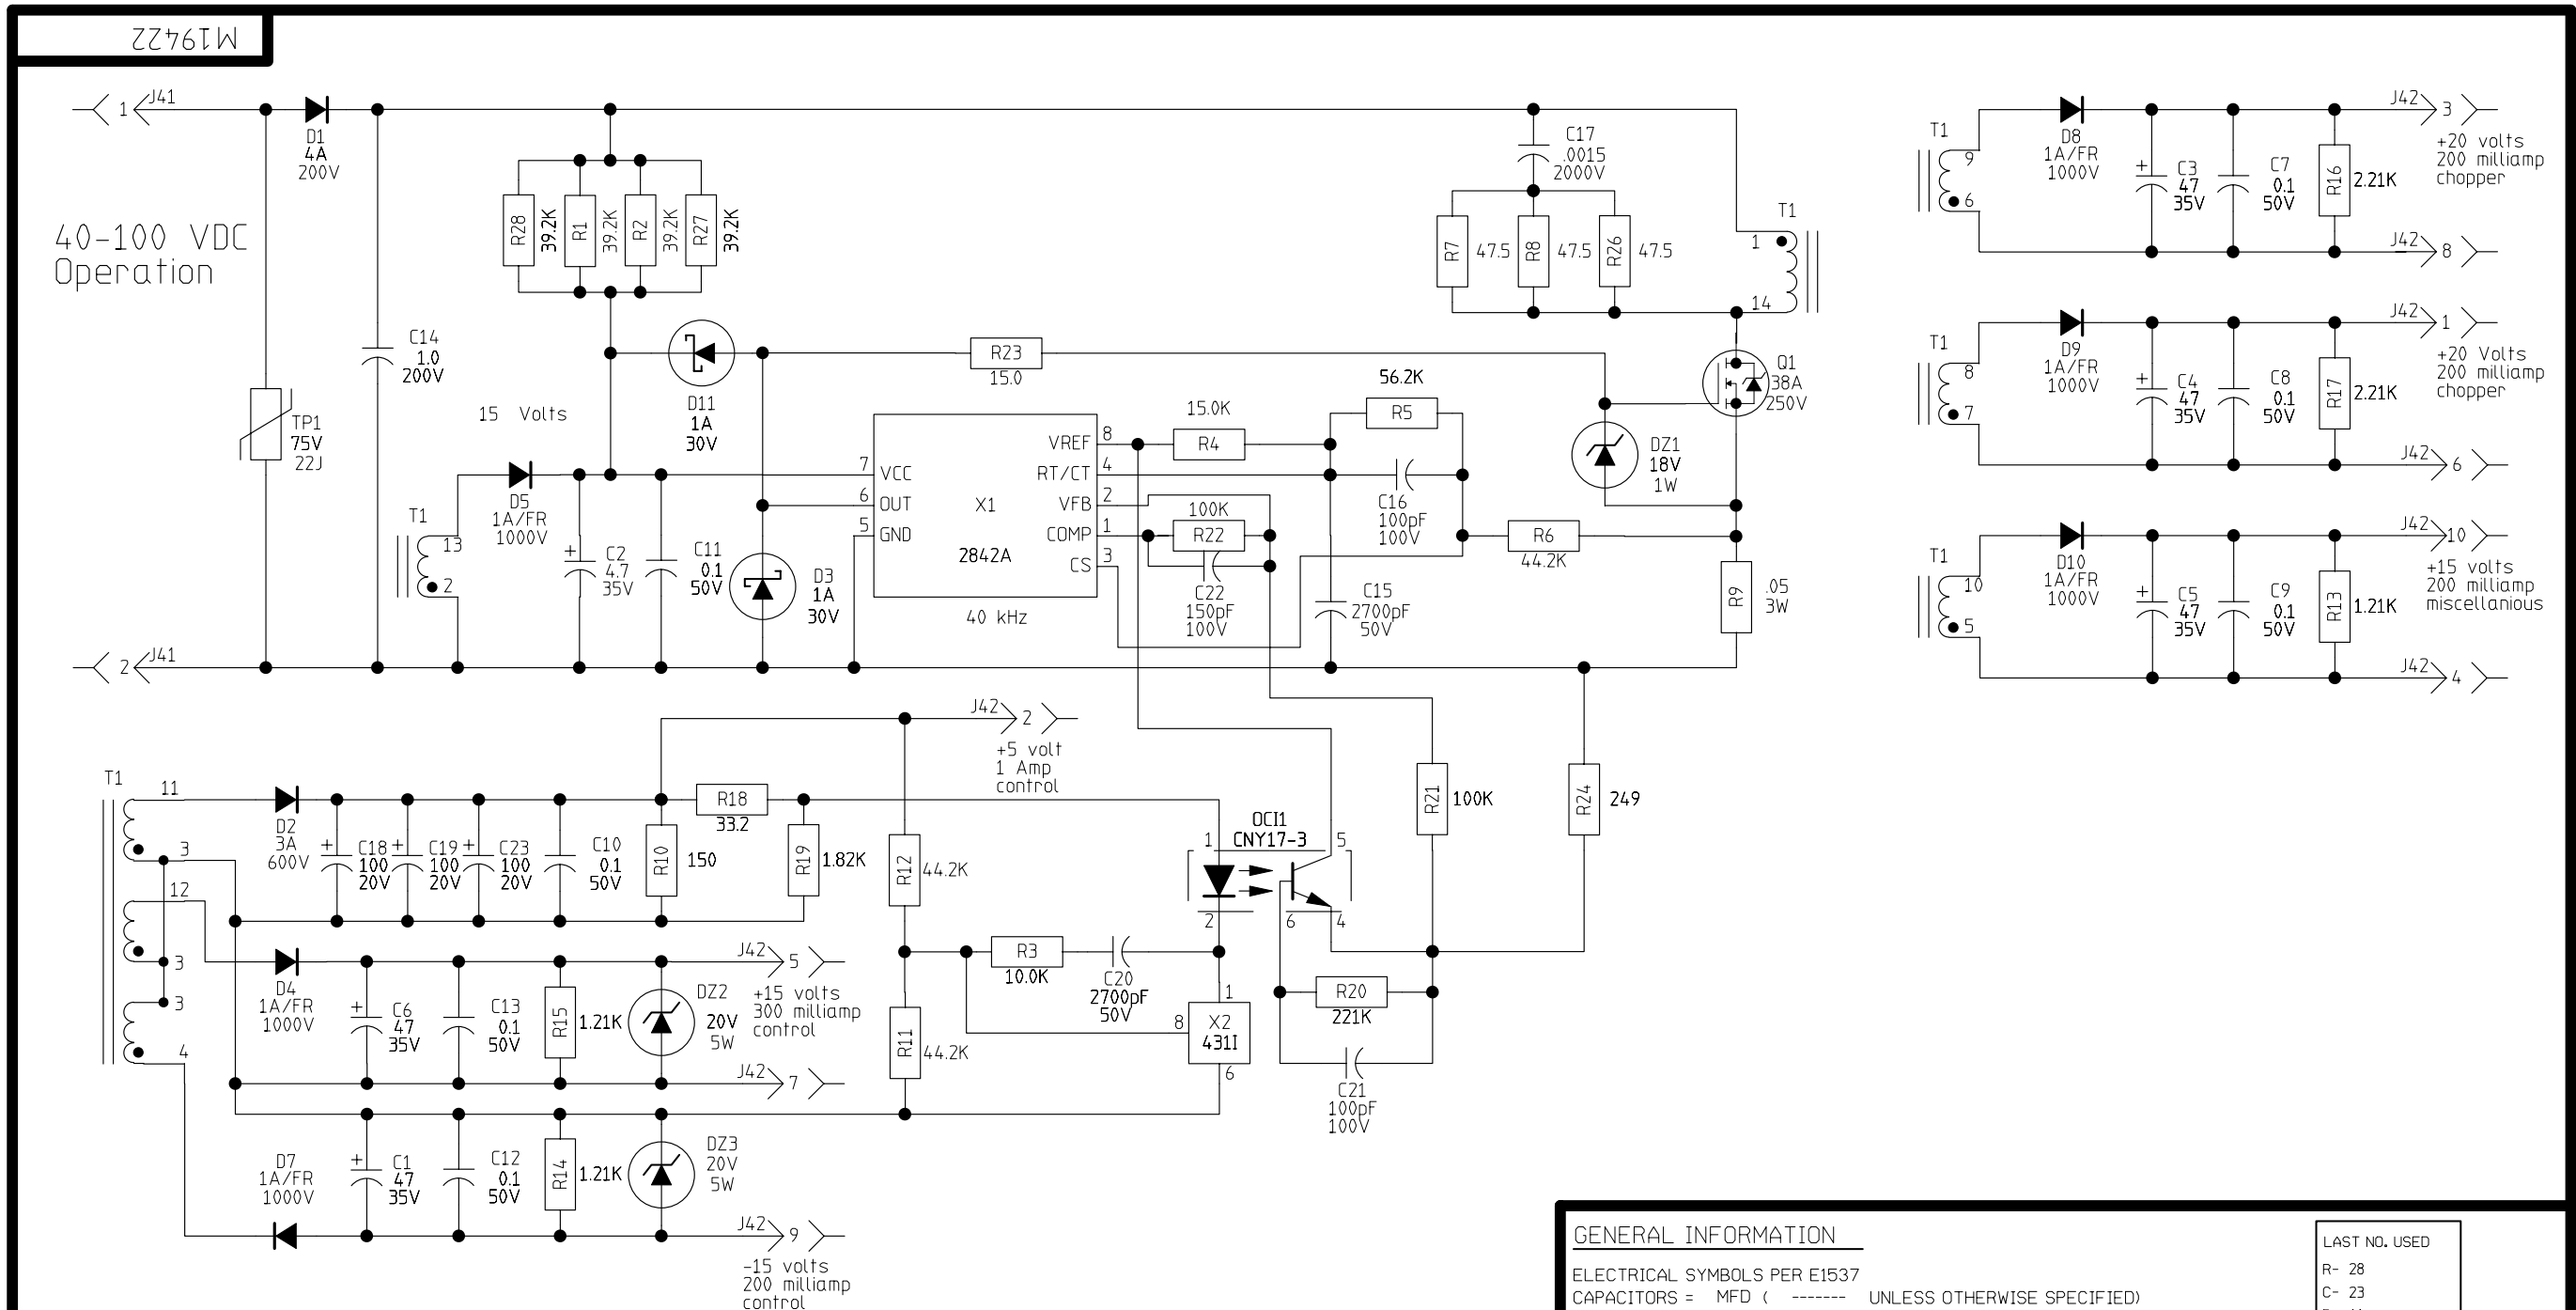 M19422
1
J41
D1
4A
200V
40-100 VDC
Operation
TP1
75V
22J
C14
1.0
200V
R28
39.2K
R1
39.2K
R2
39.2K
R27
39.2K
C17
.0015
2000V
R7
47.5
R8
47.5
R26
47.5
T1
1
14
D11
1A
30V
R23
15.0
Q1
38A
250V
15 Volts
D5
1A/FR
1000V
T1
13
2
C2
4.7
35V
C11
0.1
50V
D3
1A
30V
7
VCC
6
OUT
5
GND
X1
2842A
VREF
8
RT/CT
4
VFB
2
COMP
1
CS
3
40 kHz
15.0K
R4
56.2K
R5
C16
100pF
100V
100K
R22
C22
150pF
100V
R6
44.2K
DZ1
18V
1W
C15
2700pF
50V
R9
.05
3W
2
J41
T1
9
6
D8
1A/FR
1000V
C3
+
47
35V
C7
0.1
50V
R16
2.21K
J42
3
+20 volts
200 milliamp
chopper
J42
8
T1
8
7
D9
1A/FR
1000V
C4
+
47
35V
C8
0.1
50V
R17
2.21K
J42
1
+20 Volts
200 milliamp
chopper
J42
6
T1
10
5
D10
1A/FR
1000V
C5
+
47
35V
C9
0.1
50V
R13
1.21K
J42
10
+15 volts
200 milliamp
miscellanious
J42
4
J42
2
+5 volt
1 Amp
control
T1
11
3
12
3
3
4
D2
3A
600V
+
C18
100
20V
+
C19
100
20V
+
C23
100
20V
C10
0.1
50V
R10
150
R18
33.2
R19
1.82K
R12
44.2K
OCI1
CNY17-3
1
5
2
6
4
R21
100K
R24
249
D4
1A/FR
1000V
+
C6
47
35V
C13
0.1
50V
R15
1.21K
DZ2
20V
5W
J42
5
+15 volts
300 milliamp
control
J42
7
R3
10.0K
C20
2700pF
50V
R11
44.2K
1
8
X2
431I
6
R20
221K
C21
100pF
100V
D7
1A/FR
1000V
+
C1
47
35V
C12
0.1
50V
R14
1.21K
DZ3
20V
5W
J42
9
-15 volts
200 milliamp
control
GENERAL INFORMATION
ELECTRICAL SYMBOLS PER E1537
CAPACITORS = MFD ( ------- UNLESS OTHERWISE SPECIFIED)
LAST NO. USED
R- 28
C- 23